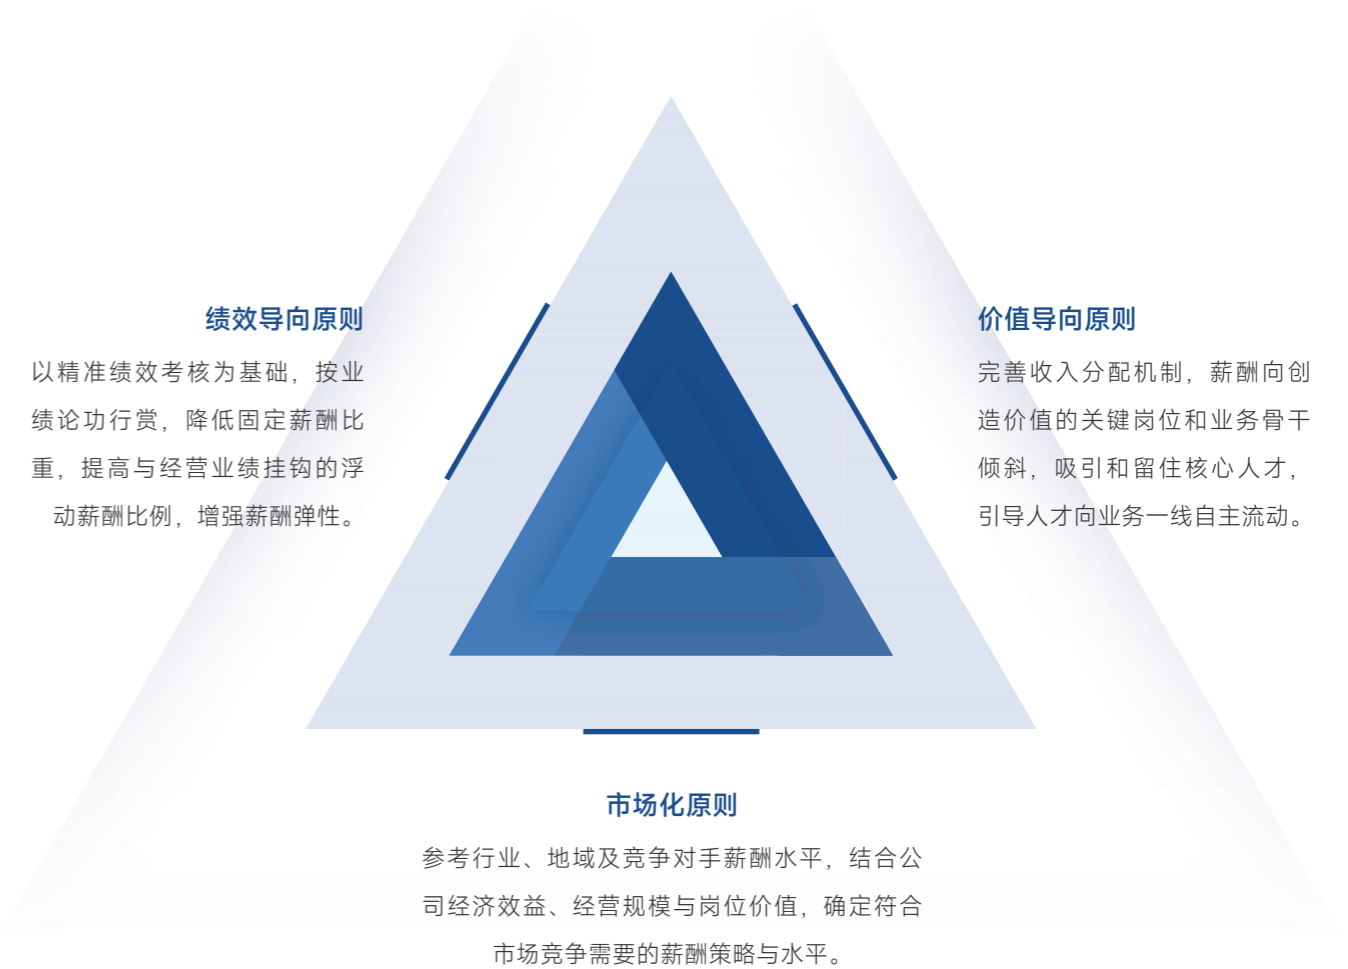 绩效导向原则
以精准绩效考核为基础，按业
绩论功行赏，降低固定薪酬比
重，提高与经营业绩挂钩的浮
动薪酬比例，增强薪酬弹性。
价值导向原则
完善收入分配机制，薪酬向创
造价值的关键岗位和业务骨干
倾斜，吸引和留住核心人才，
引导人才向业务一线自主流动。
市场化原则
参考行业、地域及竞争对手薪酬水平，结合公
司经济效益、经营规模与岗位价值，确定符合
市场竞争需要的薪酬策略与水平。